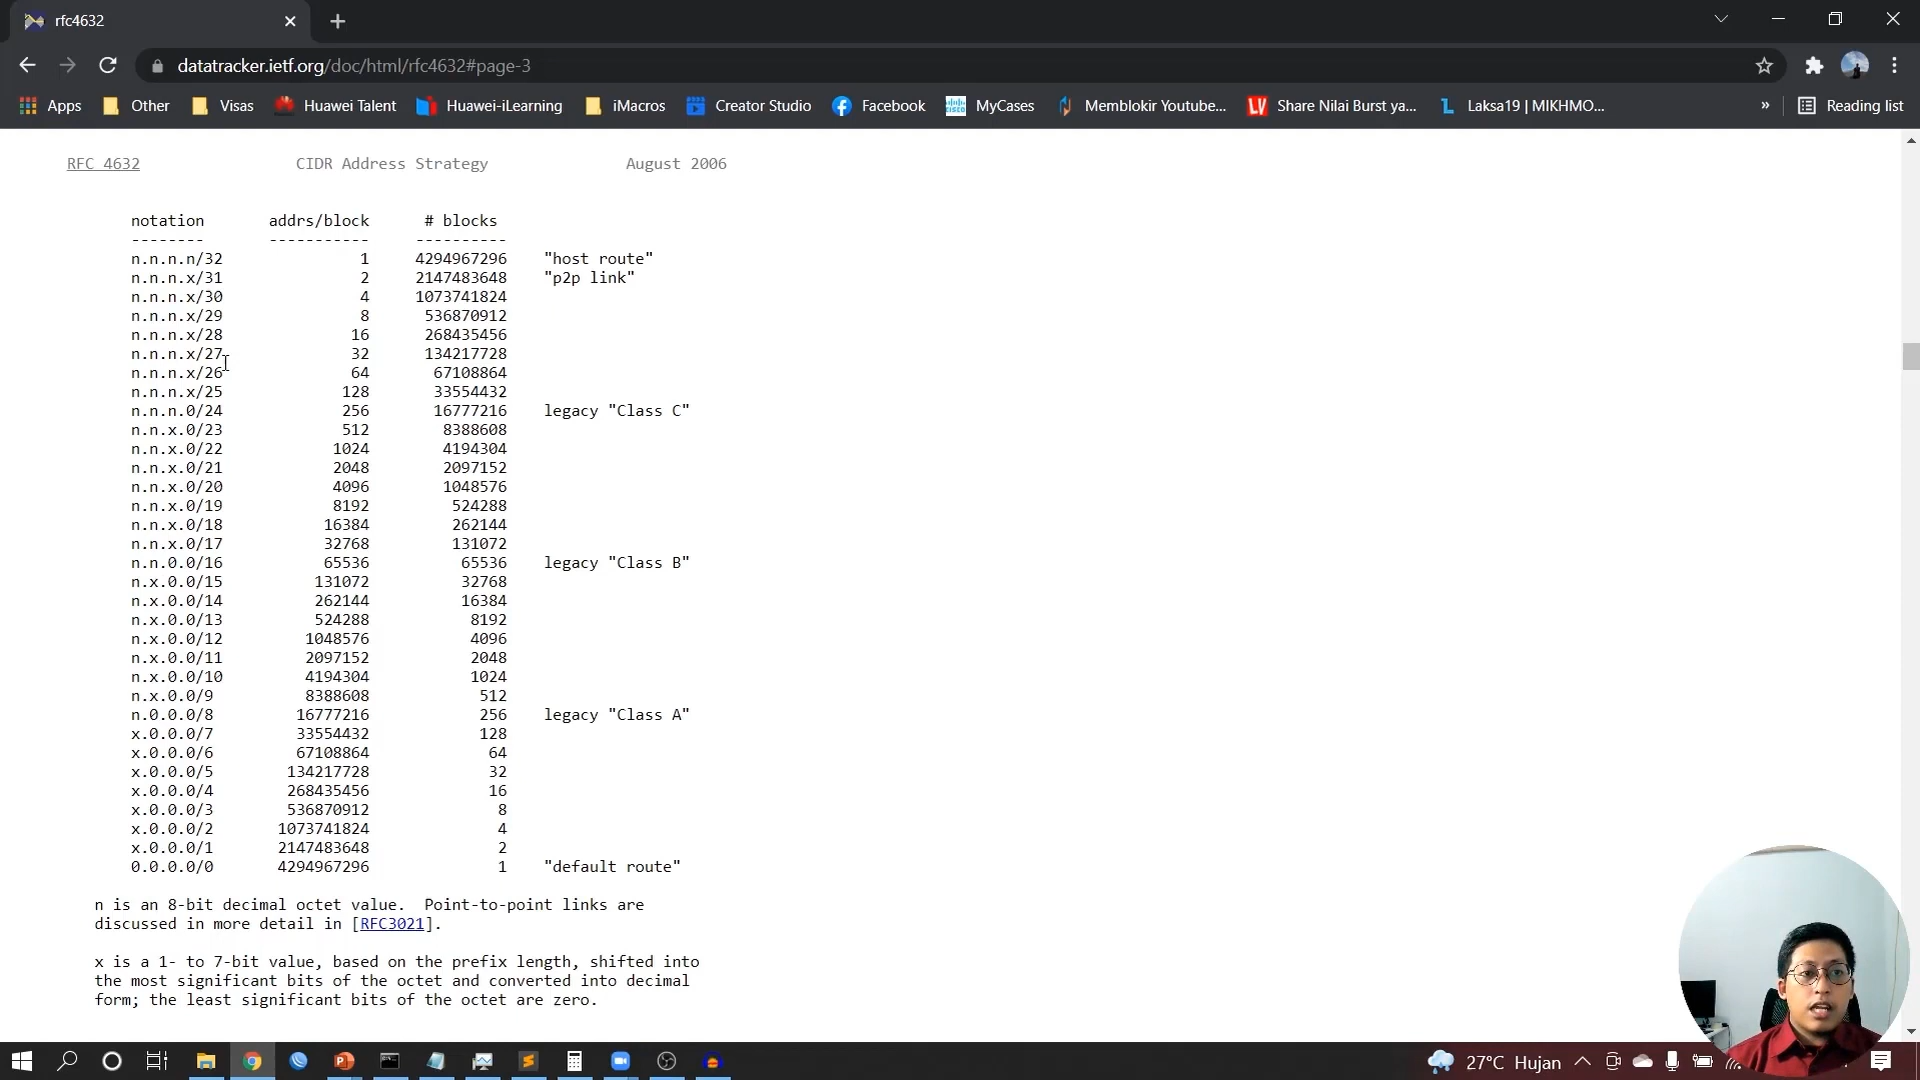 rfc4632
datatracker.ietf.org/doc/html/rfc4632#page-3
Apps Other Visas Huawei Talent Huawei-iLearning iMacros Creator Studio Facebook MyCases Memblokir Youtube... Share Nilai Burst ya... Laksa19 | MIKHMO... » Reading list
RFC 4632 CIDR Address Strategy August 2006
notation addrs/block # blocks
-------- ----------- ----------
n.n.n.n/32 1 4294967296 "host route"
n.n.n.x/31 2 2147483648 "p2p link"
n.n.n.x/30 4 1073741824
n.n.n.x/29 8 536870912
n.n.n.x/28 16 268435456
n.n.n.x/27 32 134217728
n.n.n.x/26 64 67108864
n.n.n.x/25 128 33554432
n.n.n.0/24 256 16777216 legacy "Class C"
n.n.x.0/23 512 8388608
n.n.x.0/22 1024 4194304
n.n.x.0/21 2048 2097152
n.n.x.0/20 4096 1048576
n.n.x.0/19 8192 524288
n.n.x.0/18 16384 262144
n.n.x.0/17 32768 131072
n.n.0.0/16 65536 65536 legacy "Class B"
n.x.0.0/15 131072 32768
n.x.0.0/14 262144 16384
n.x.0.0/13 524288 8192
n.x.0.0/12 1048576 4096
n.x.0.0/11 2097152 2048
n.x.0.0/10 4194304 1024
n.x.0.0/9 8388608 512
n.0.0.0/8 16777216 256 legacy "Class A"
x.0.0.0/7 33554432 128
x.0.0.0/6 67108864 64
x.0.0.0/5 134217728 32
x.0.0.0/4 268435456 16
x.0.0.0/3 536870912 8
x.0.0.0/2 1073741824 4
x.0.0.0/1 2147483648 2
0.0.0.0/0 4294967296 1 "default route"
n is an 8-bit decimal octet value. Point-to-point links are
discussed in more detail in [RFC3021].
x is a 1- to 7-bit value, based on the prefix length, shifted into
the most significant bits of the octet and converted into decimal
form; the least significant bits of the octet are zero.
27°C Hujan